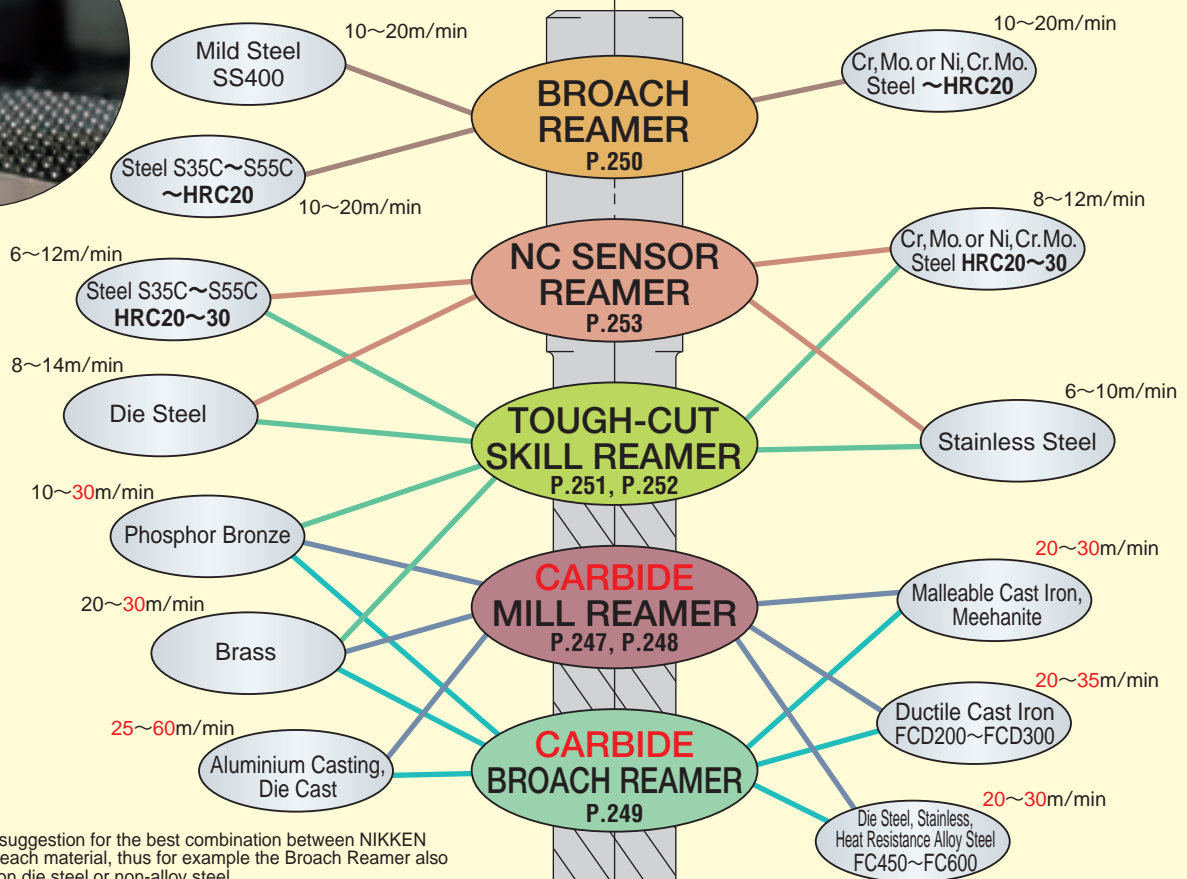 10~20m/min
Mild Steel
SS400
Steel S35C~S55C
~HRC20
10~20m/min
6~12m/min
Steel S35C~S55C
HRC20~30
8~14m/min
Die Steel
10~30m/min
Phosphor Bronze
20~30m/min
Brass
25~60m/min
Aluminium Casting,
Die Cast
BROACH
REAMER
P.250
NC SENSOR
REAMER
P.253
TOUGH-CUT
SKILL REAMER
P.251, P.252
CARBIDE
MILL REAMER
P.247, P.248
CARBIDE
BROACH REAMER
P.249
10~20m/min
Cr,Mo. or Ni,Cr.Mo.
Steel ~HRC20
8~12m/min
Cr,Mo. or Ni,Cr.Mo.
Steel HRC20~30
6~10m/min
Stainless Steel
20~30m/min
Malleable Cast Iron,
Meehanite
20~35m/min
Ductile Cast Iron
FCD200~FCD300
20~30m/min
Die Steel, Stainless,
Heat Resistance Alloy Steel
FC450~FC600
suggestion for the best combination between NIKKEN
each material, thus for example the Broach Reamer also
on die steel or non-alloy steel